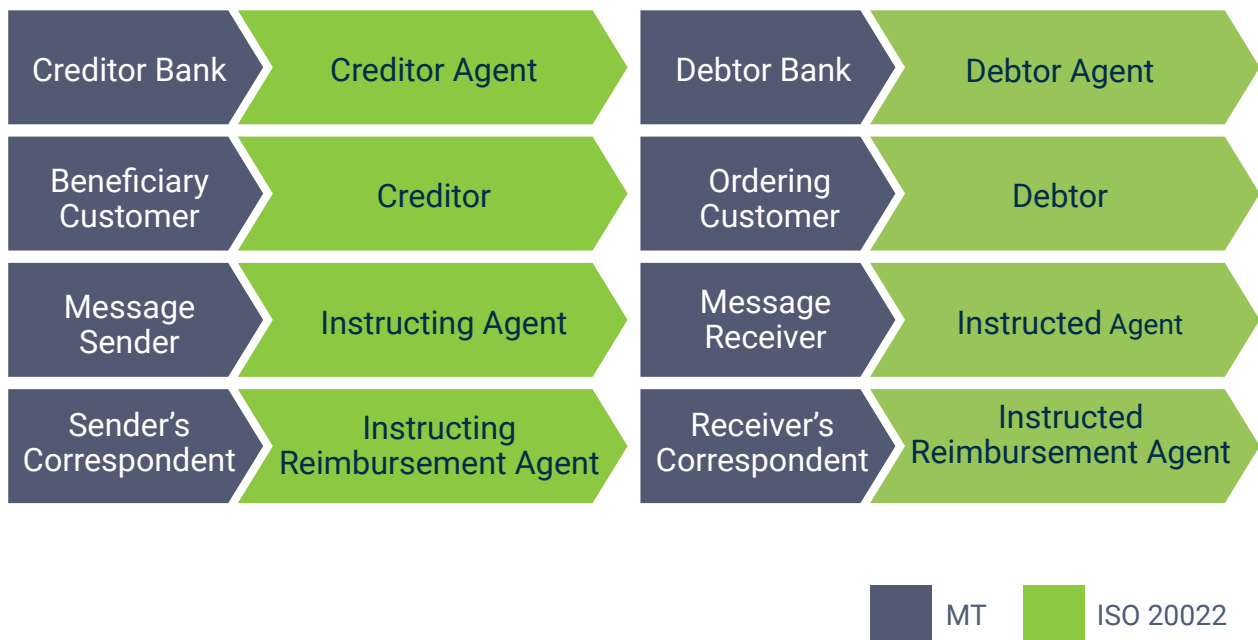 Creditor Bank
Creditor Agent
Debtor Bank
Debtor Agent
Beneficiary
Customer
Creditor
Ordering
Customer
Debtor
Message
Sender
Instructing Agent
Message
Receiver
Instructed Agent
Sender’s
Correspondent
Instructing
Reimbursement Agent
Receiver’s
Correspondent
Instructed
Reimbursement Agent
MT
ISO 20022